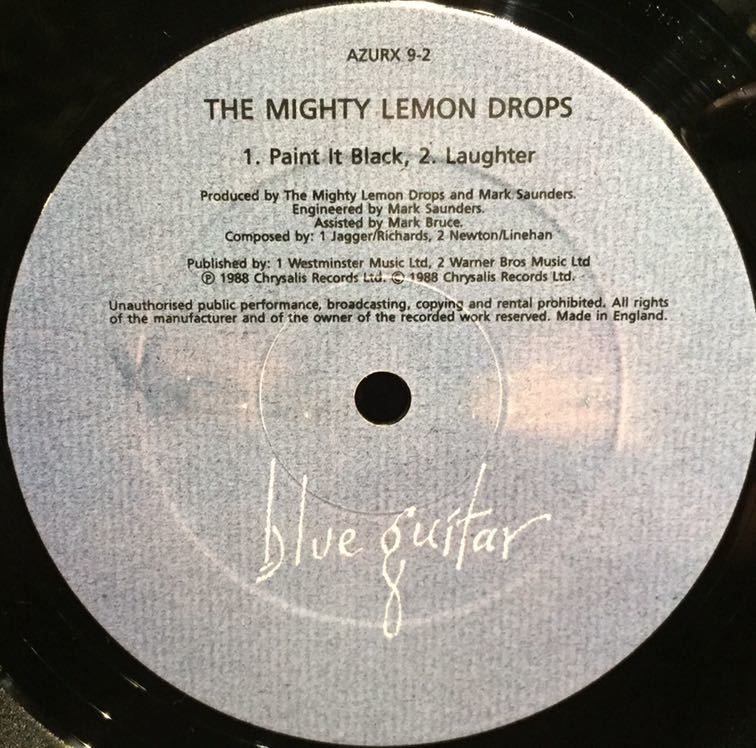 AZURX 9-2
THE MIGHTY LEMON DROPS
1. Paint It Black, 2. Laughter
Produced by The Mighty Lemon Drops and Mark Saunders.
Engineered by Mark Saunders.
Assisted by Mark Bruce.
Composed by: 1 Jagger/Richards, 2 Newton/Linehan
Published by: 1 Westminster Music Ltd, 2 Warner Bros Music Ltd
℗ 1988 Chrysalis Records Ltd. © 1988 Chrysalis Records Ltd.
Unauthorised public performance, broadcasting, copying and rental prohibited. All rights
of the manufacturer and of the owner of the recorded work reserved. Made in England.
blue guitar